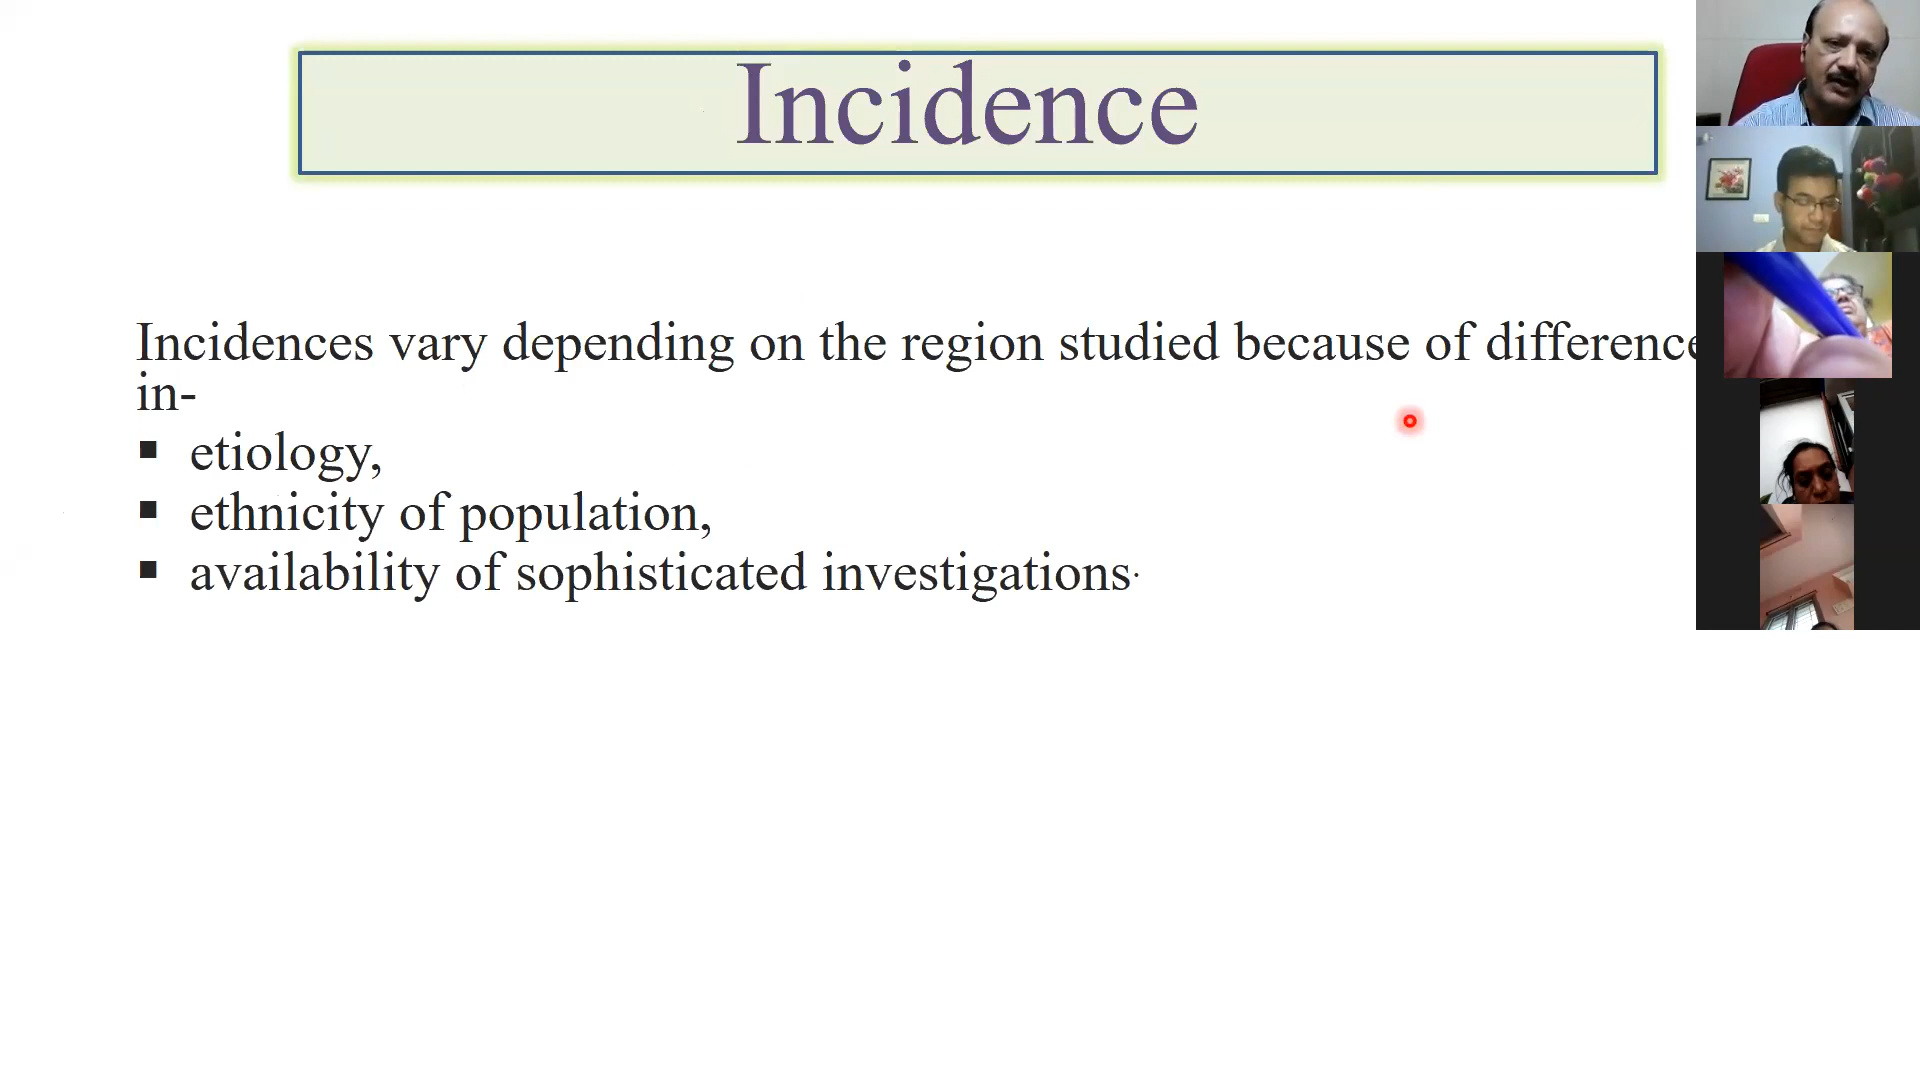 Incidence
Incidences vary depending on the region studied because of difference
in-
▪ etiology,
▪ ethnicity of population,
▪ availability of sophisticated investigations.